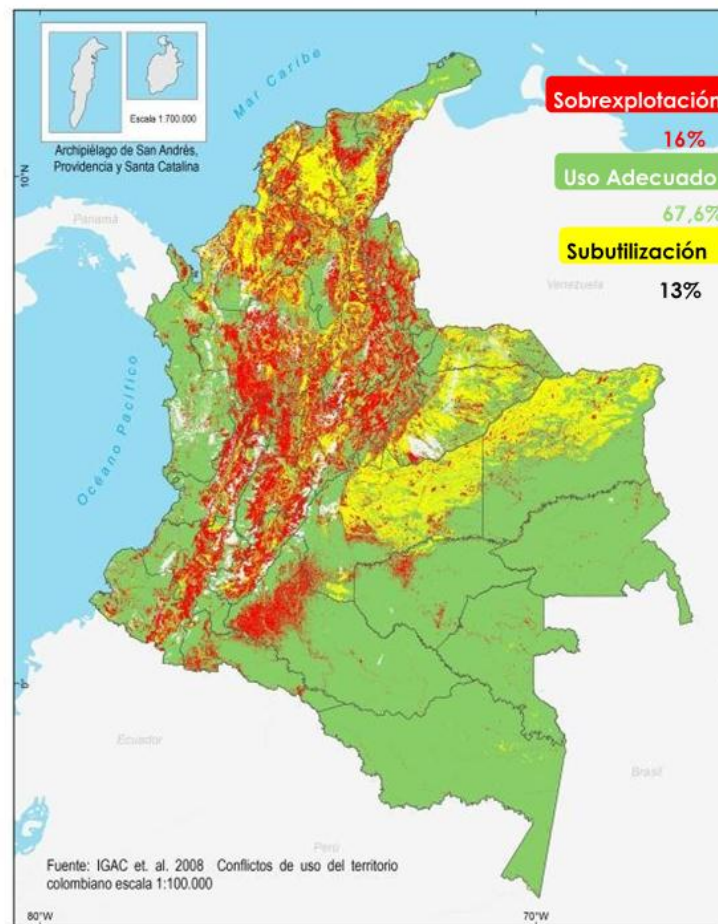 Escala 1:700.000
Archipiélago de San Andrés,
Providencia y Santa Catalina
Mar Caribe
Sobrexplotación
16%
10°N
Uso Adecuado
67,6%
Panamá
Subutilización
Venezuela
13%
Océano Pacífico
0°
Ecuador
Brasil
Perú
Fuente: IGAC et. al. 2008 Conflictos de uso del territorio
colombiano escala 1:100.000
80°W
70°W